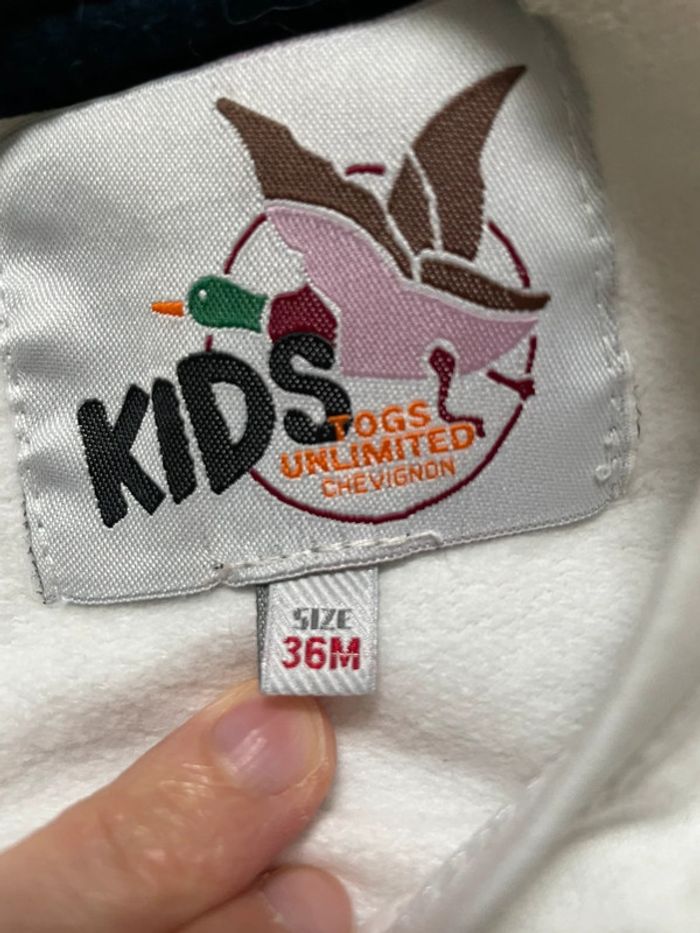 KIDS
TOGS
UNLIMITED
CHEVIGNON
SIZE
36M